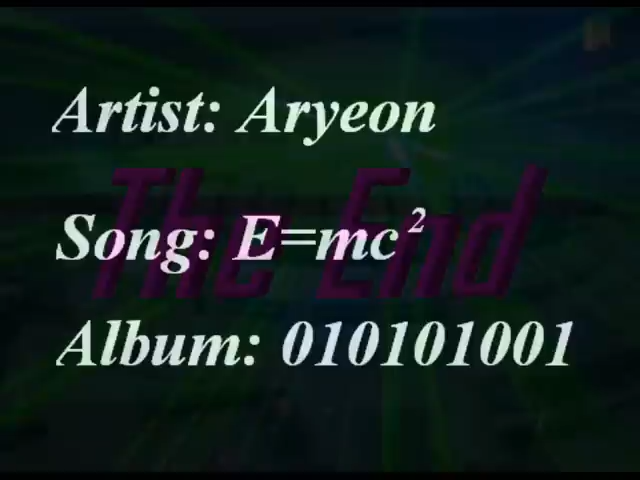 Artist: Aryeon
The End
Song: E=mc²
Album: 010101001